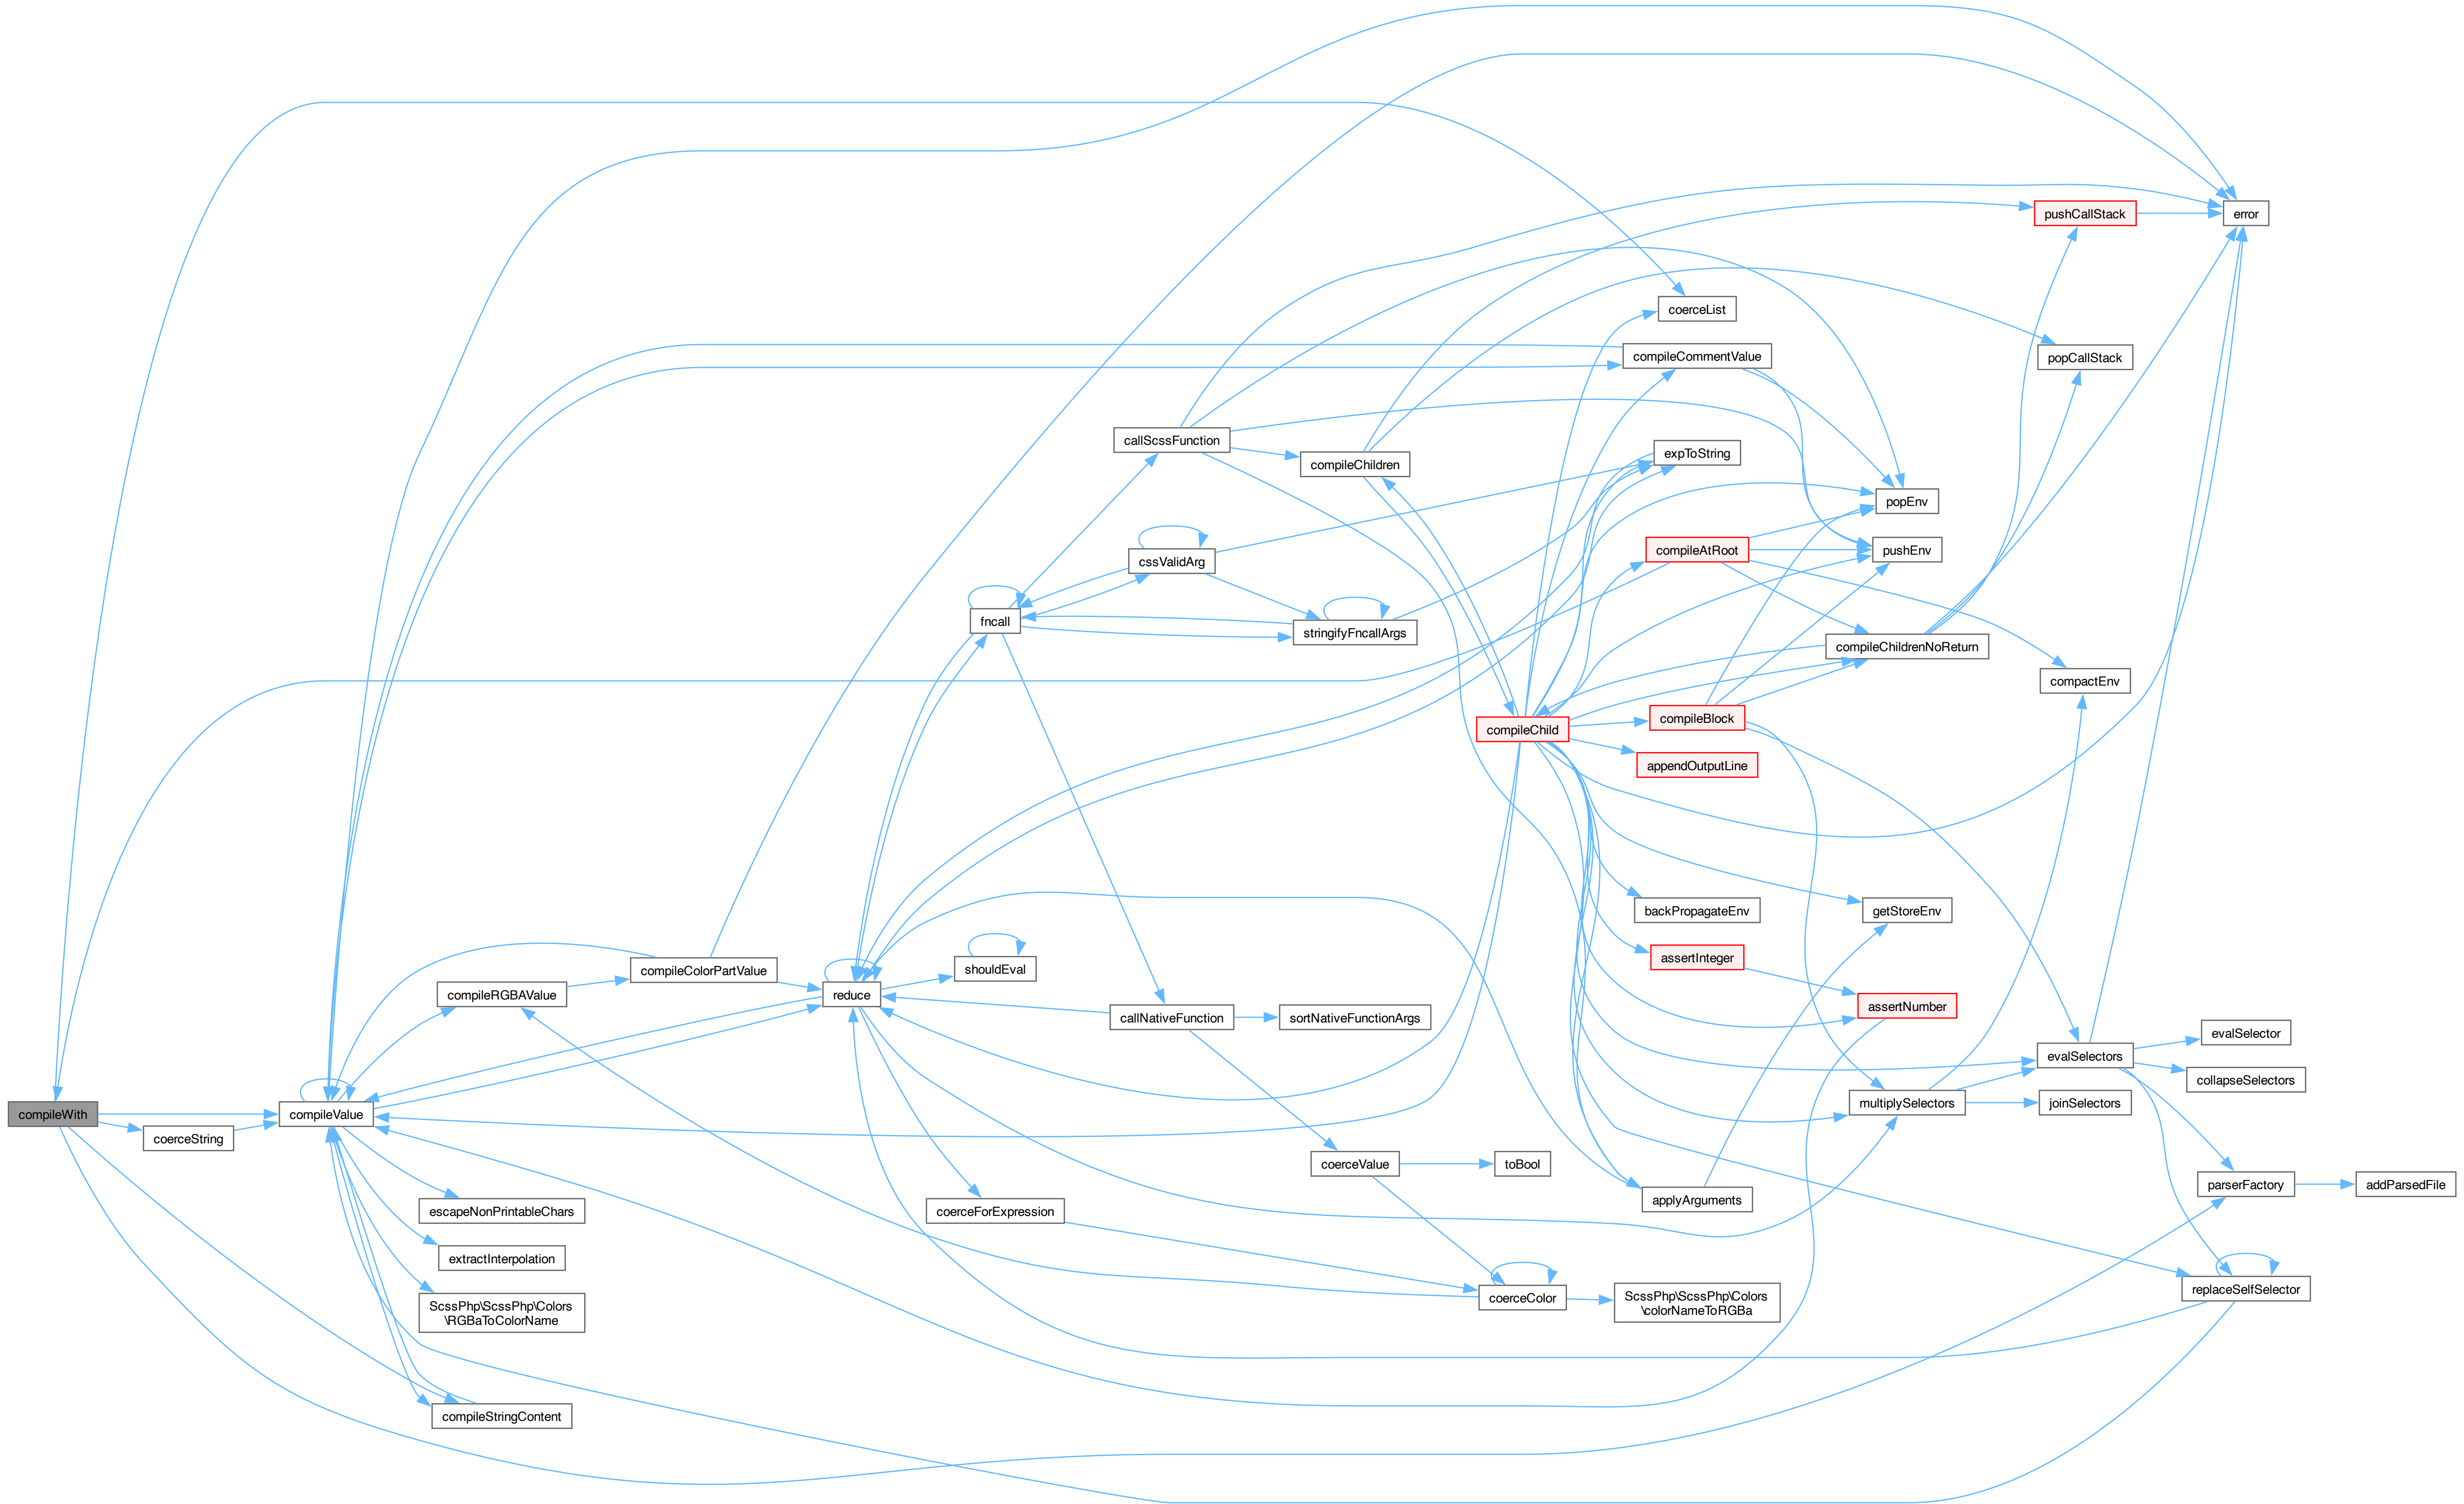 compileWith
coerceString
compileValue
compileRGBAValue
escapeNonPrintableChars
extractInterpolation
ScssPhp\ScssPhp\Colors
\RGBaToColorName
compileStringContent
compileColorPartValue
reduce
fncall
shouldEval
coerceForExpression
callScssFunction
cssValidArg
callNativeFunction
compileChildren
stringifyFncallArgs
sortNativeFunctionArgs
coerceValue
compileChild
toBool
coerceColor
coerceList
compileCommentValue
expToString
compileAtRoot
compileBlock
appendOutputLine
backPropagateEnv
assertInteger
applyArguments
ScssPhp\ScssPhp\Colors
\colorNameToRGBa
popEnv
pushEnv
compileChildrenNoReturn
getStoreEnv
assertNumber
multiplySelectors
pushCallStack
popCallStack
compactEnv
evalSelectors
joinSelectors
error
evalSelector
collapseSelectors
parserFactory
replaceSelfSelector
addParsedFile